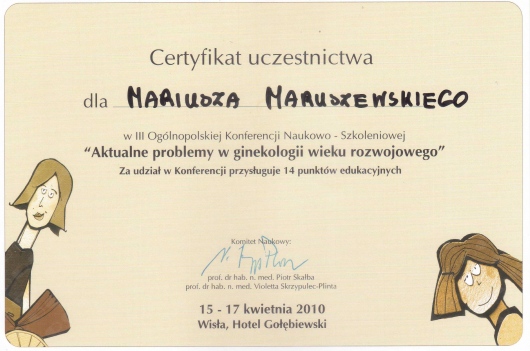 Certyfikat uczestnictwa
dla MARIUSZA MARUSZEWSKIEGO
w III Ogólnopolskiej Konferencji Naukowo - Szkoleniowej
“Aktualne problemy w ginekologii wieku rozwojowego”
Za udział w Konferencji przysługuje 14 punktów edukacyjnych
Komitet Naukowy:
prof. dr hab. n. med. Piotr Skałba
prof. dr hab. n. med. Violetta Skrzypulec-Plinta
15 - 17 kwietnia 2010
Wisła, Hotel Gołębiewski